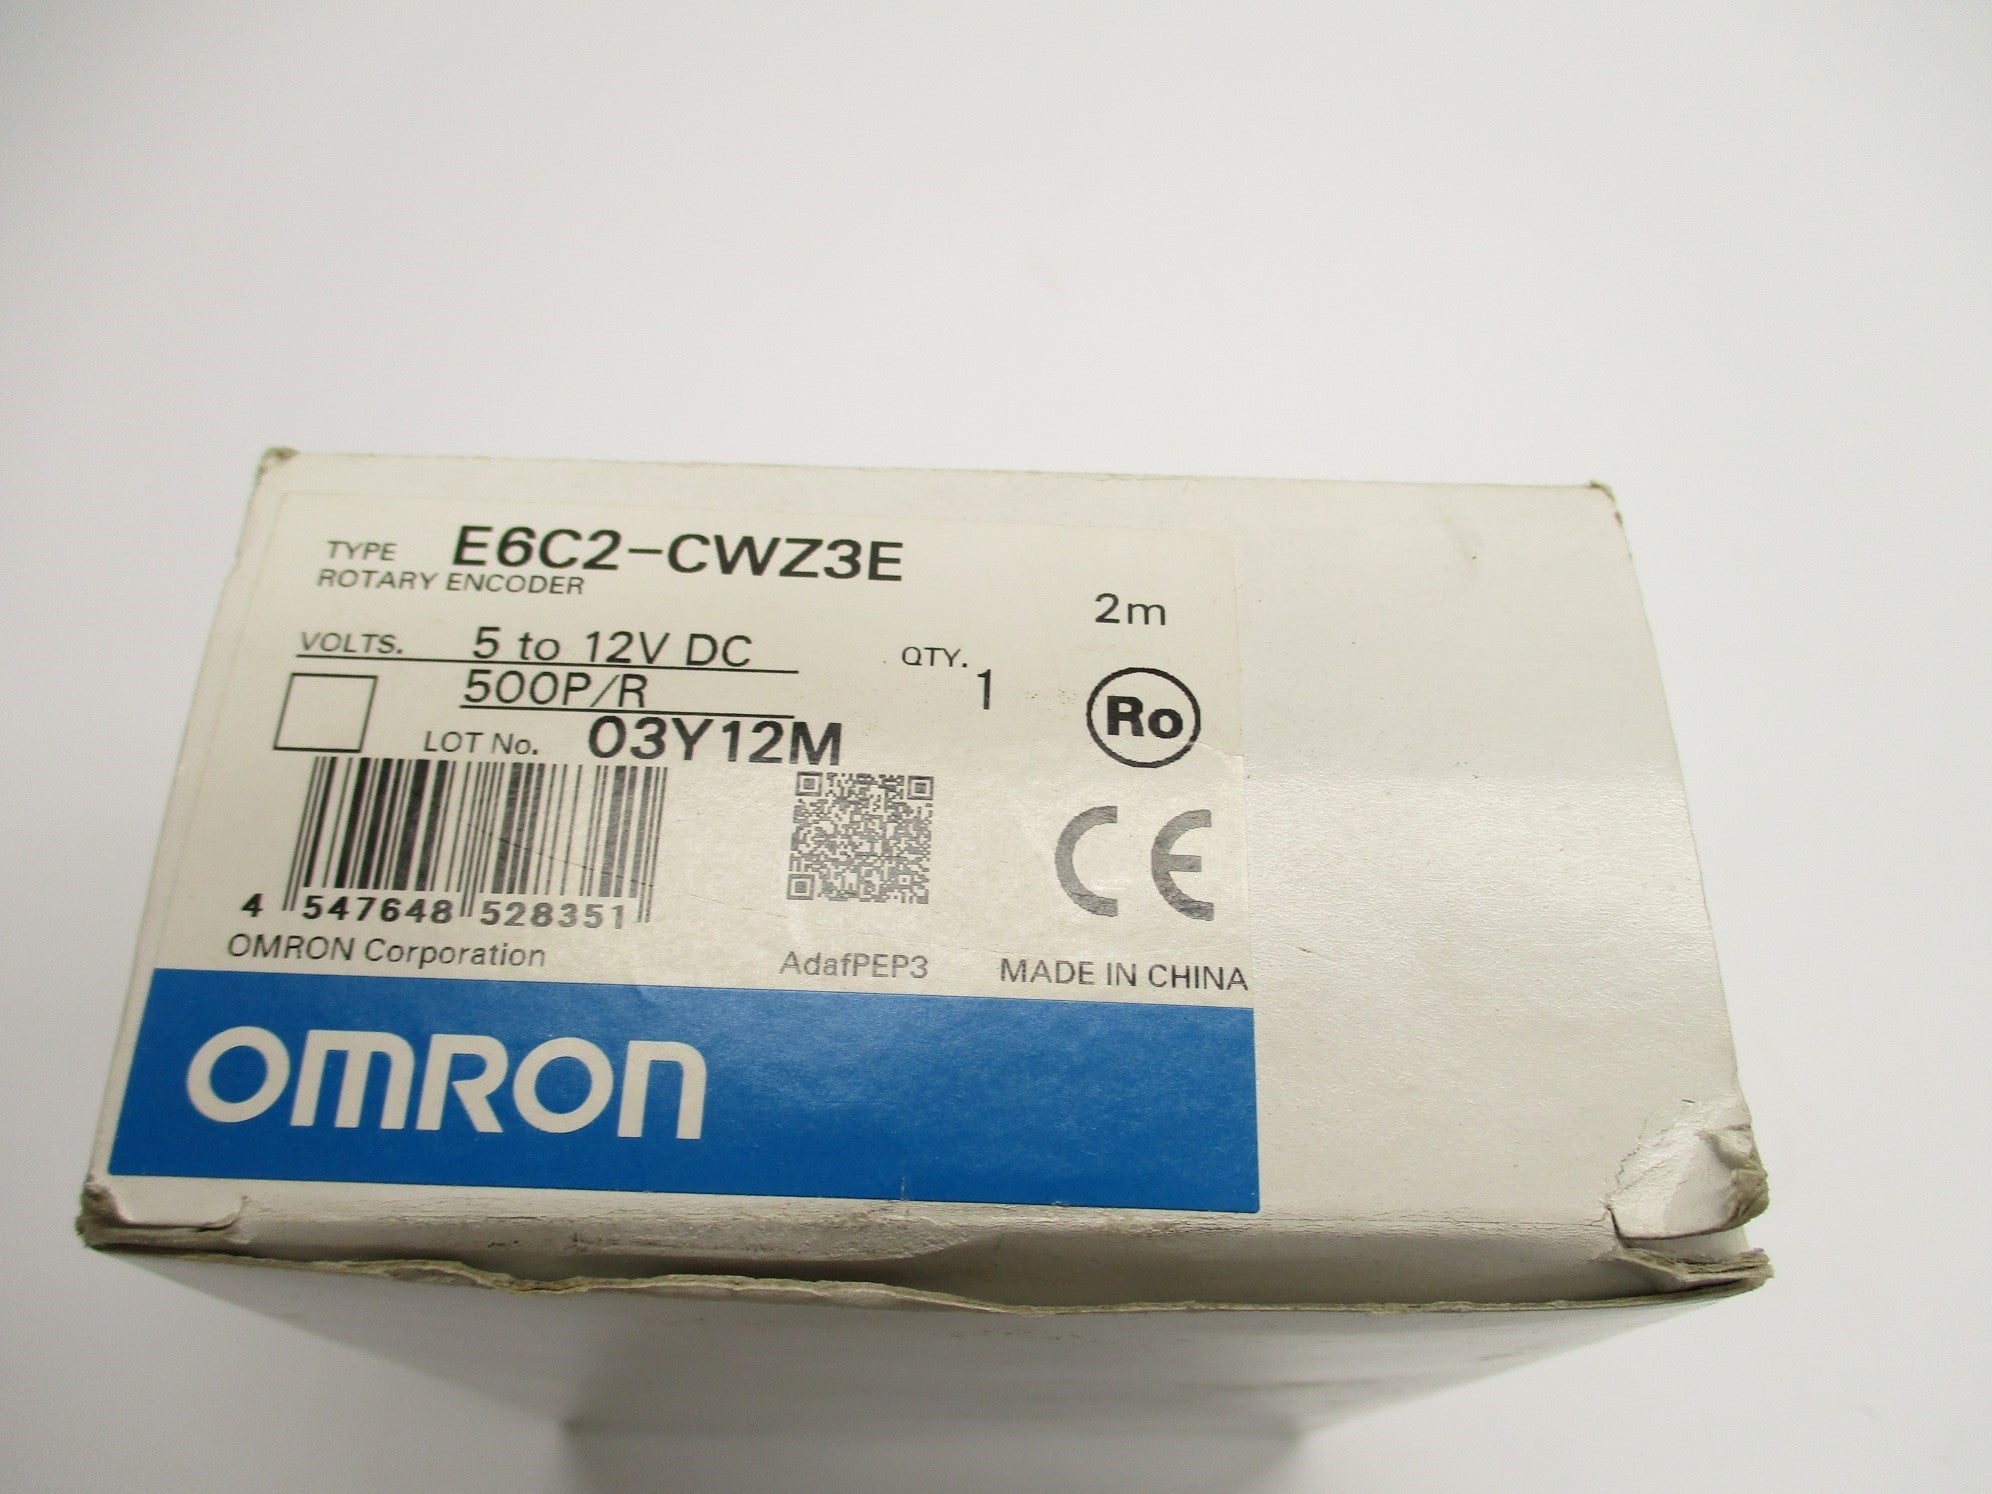 TYPE E6C2-CWZ3E
ROTARY ENCODER
2m
VOLTS. 5 to 12V DC
QTY. 1
500P/R
Ro
LOT No. 03Y12M
CE
4 547648 528351
OMRON Corporation
AdafPEP3
MADE IN CHINA
OMRON